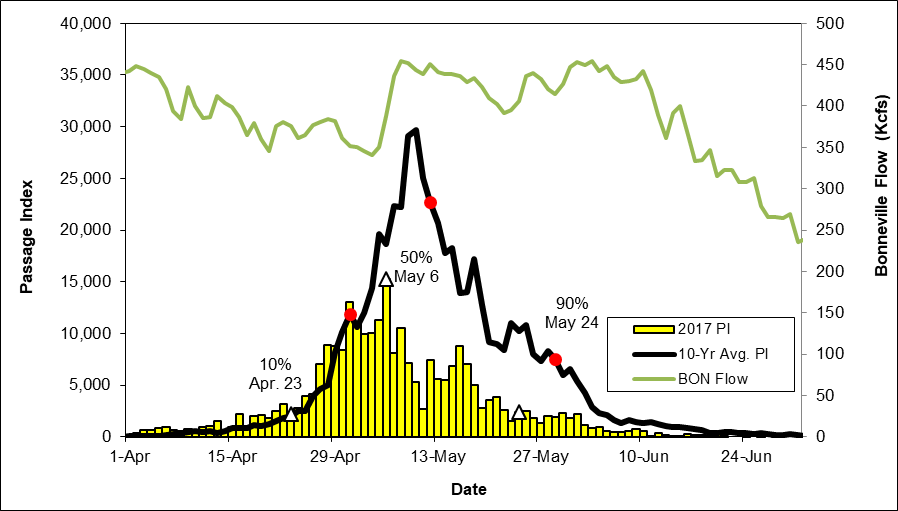 40,000
35,000
30,000
25,000
20,000
15,000
10,000
5,000
0
Passage Index
500
450
400
350
300
250
200
150
100
50
0
Bonneville Flow (Kcfs)
50%
May 6
10%
Apr. 23
90%
May 24
2017 PI
10-Yr Avg. PI
BON Flow
1-Apr 15-Apr 29-Apr 13-May 27-May 10-Jun 24-Jun
Date